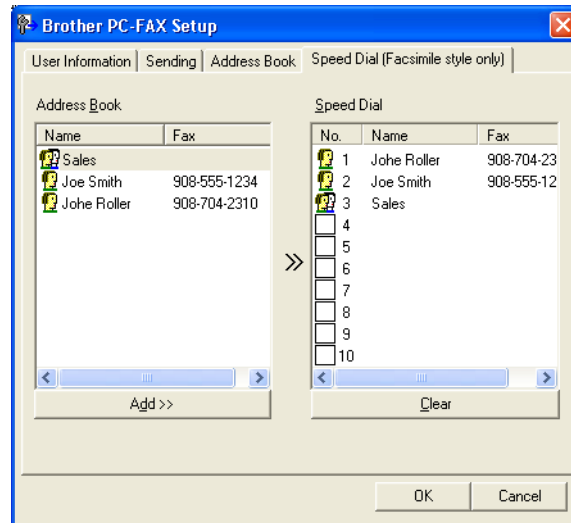 Brother PC-FAX Setup
User Information Sending Address Book Speed Dial (Facsimile style only)
Address Book
Name Fax
Sales
Joe Smith 908-555-1234
Johe Roller 908-704-2310
Add >>
»
Speed Dial
No. Name Fax
1 Johe Roller 908-704-23
2 Joe Smith 908-555-12
3 Sales
4
5
6
7
8
9
10
Clear
OK Cancel